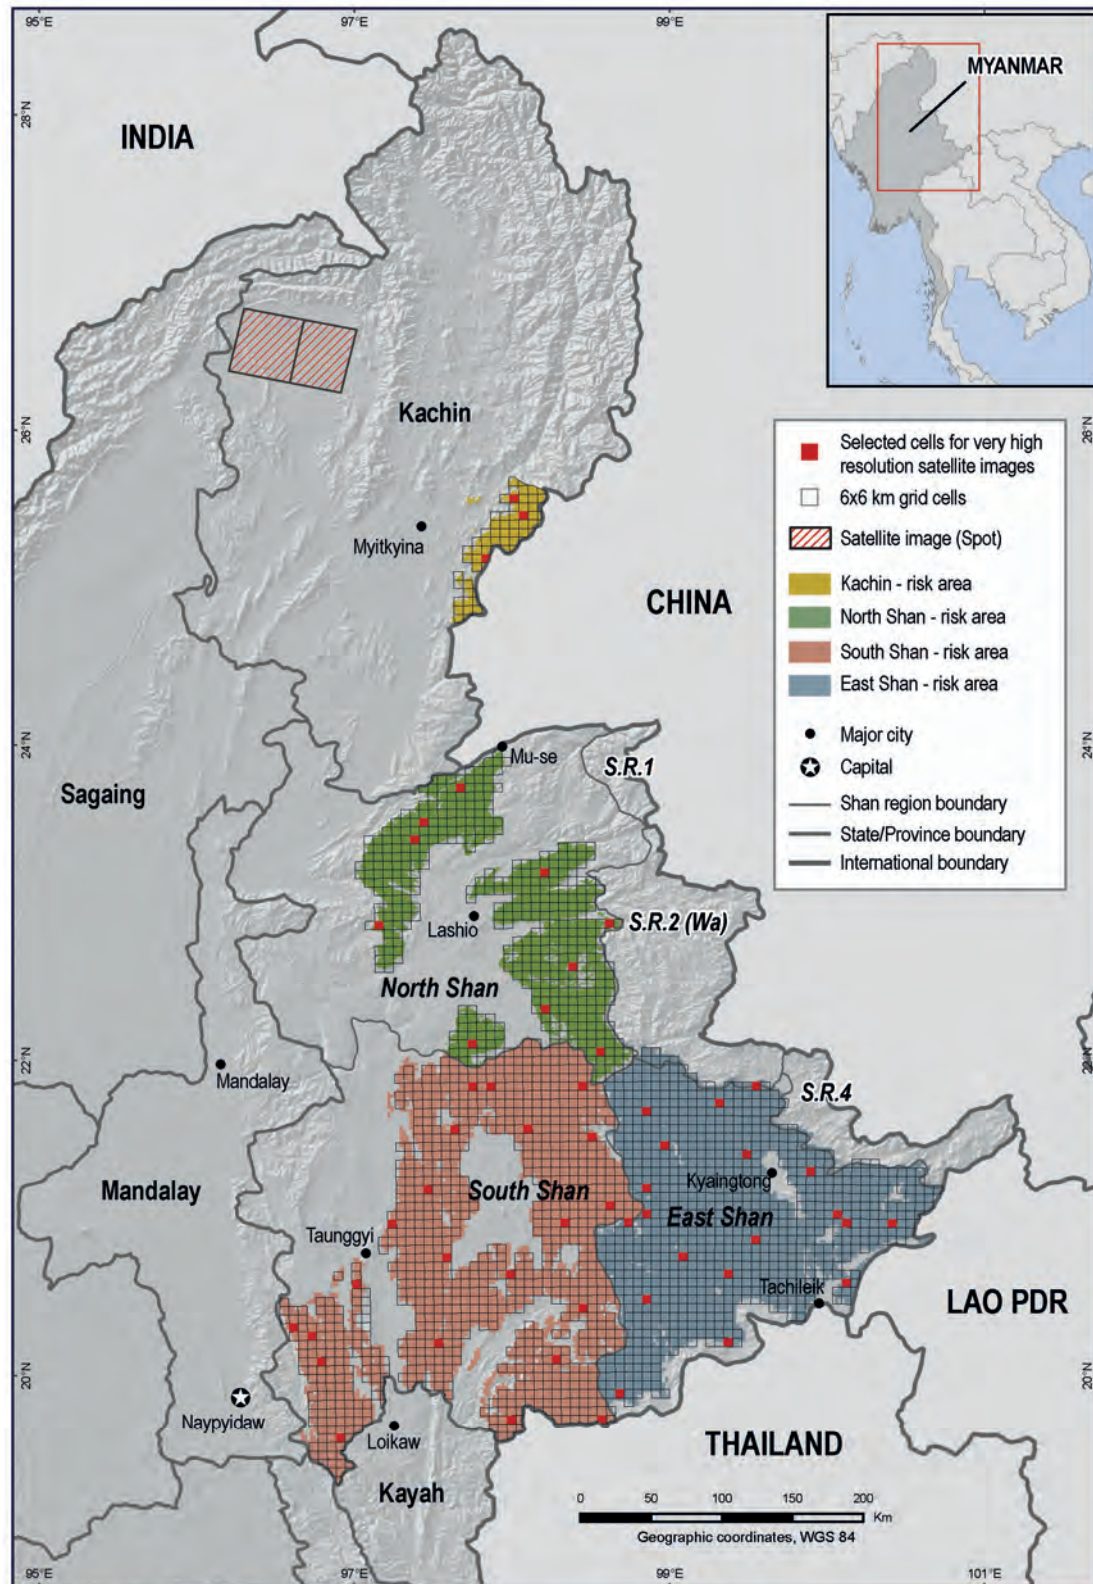 95°E
97°E
99°E
28°N
26°N
24°N
22°N
20°N
INDIA
MYANMAR
Kachin
Myitkyina
CHINA
Selected cells for very high
resolution satellite images
6x6 km grid cells
Satellite image (Spot)
Kachin - risk area
North Shan - risk area
South Shan - risk area
East Shan - risk area
Major city
Capital
Shan region boundary
State/Province boundary
International boundary
26°N
24°N
22°N
20°N
Mu-se
S.R.1
Sagaing
Lashio
S.R.2 (Wa)
North Shan
Mandalay
S.R.4
Mandalay
South Shan
Kyaingtong
East Shan
Taunggyi
Tachileik
LAO PDR
Naypyidaw
Loikaw
THAILAND
Kayah
0 50 100 150 200
Km
Geographic coordinates, WGS 84
95°E
97°E
99°E
101°E